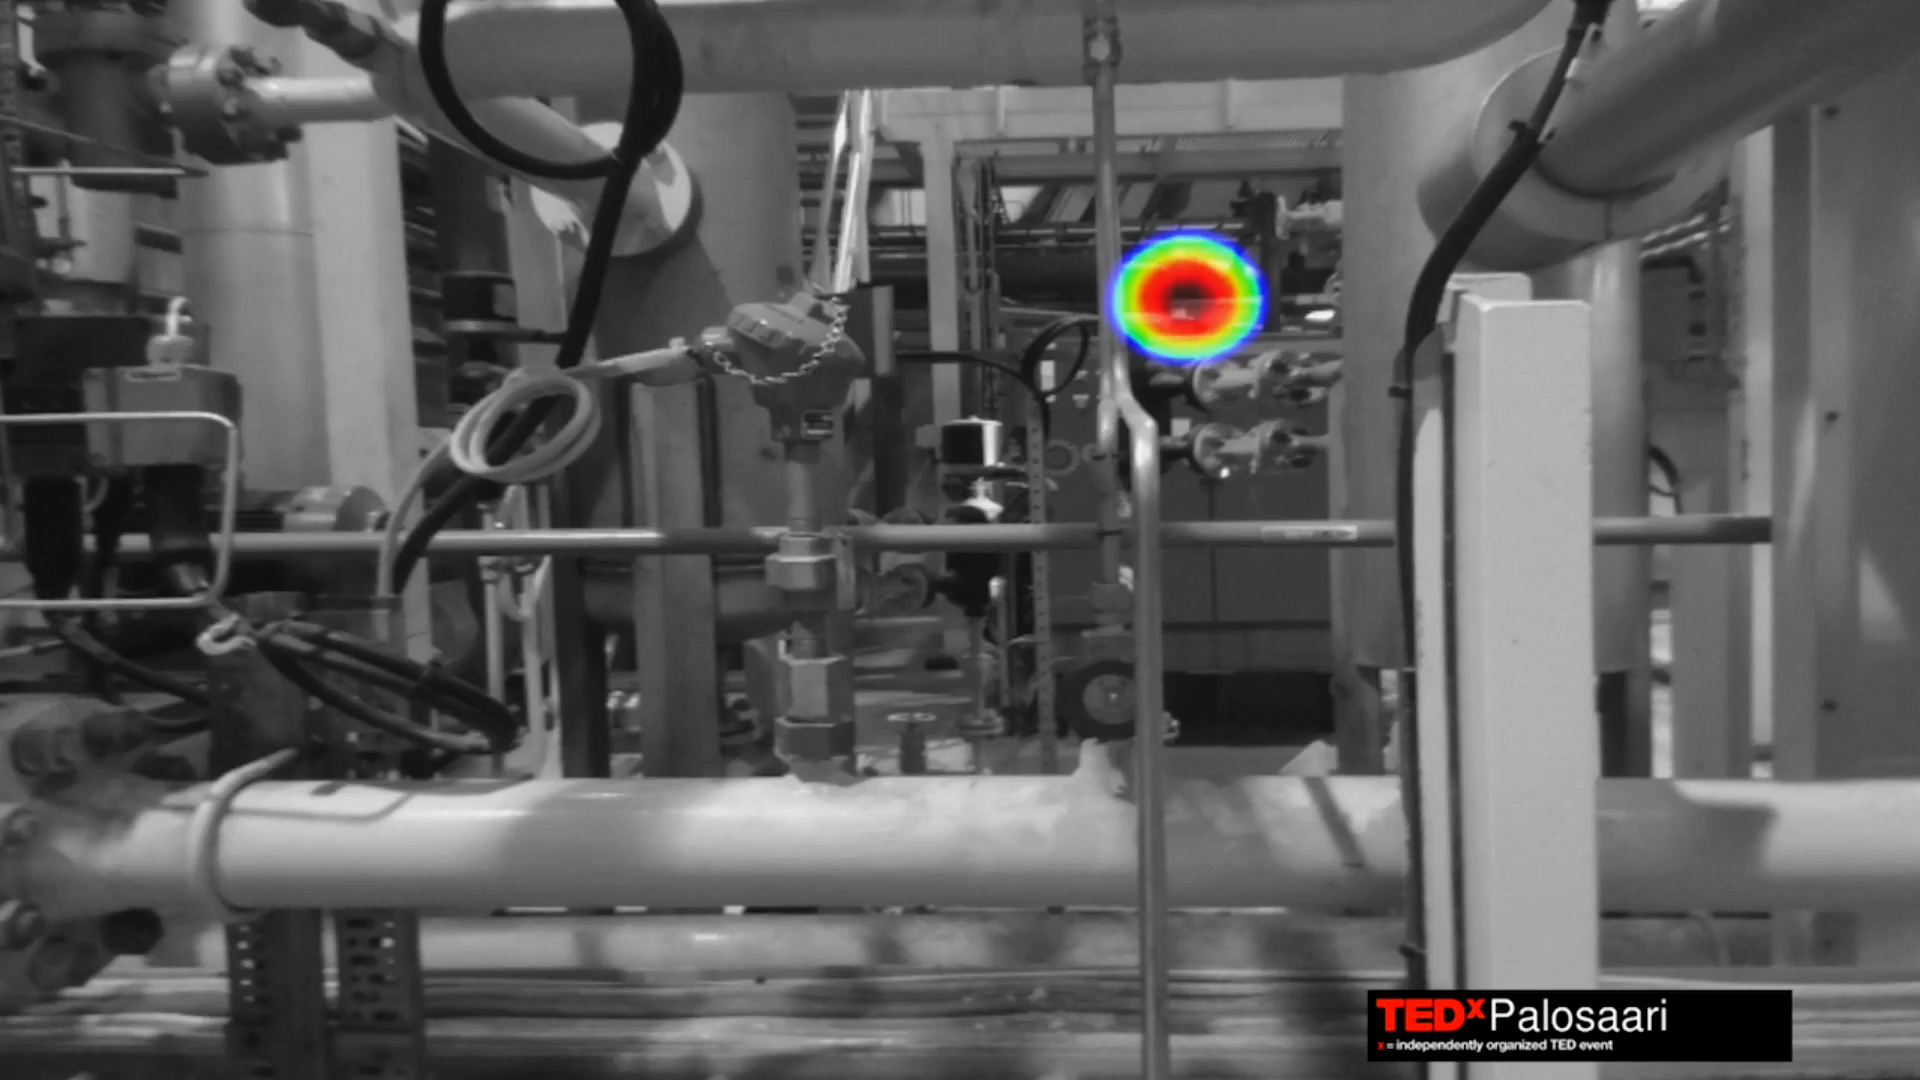 TEDxPalosaari
x = independently organized TED event